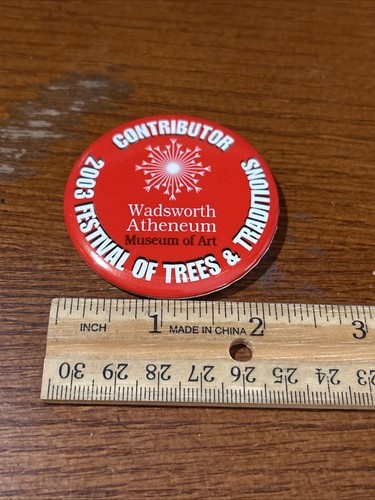 CONTRIBUTOR
2003 FESTIVAL OF TREES & TRADITIONS
Wadsworth
Atheneum
Museum of Art
INCH 1 MADE IN CHINA 2 3
30 29 28 27 26 25 24 23